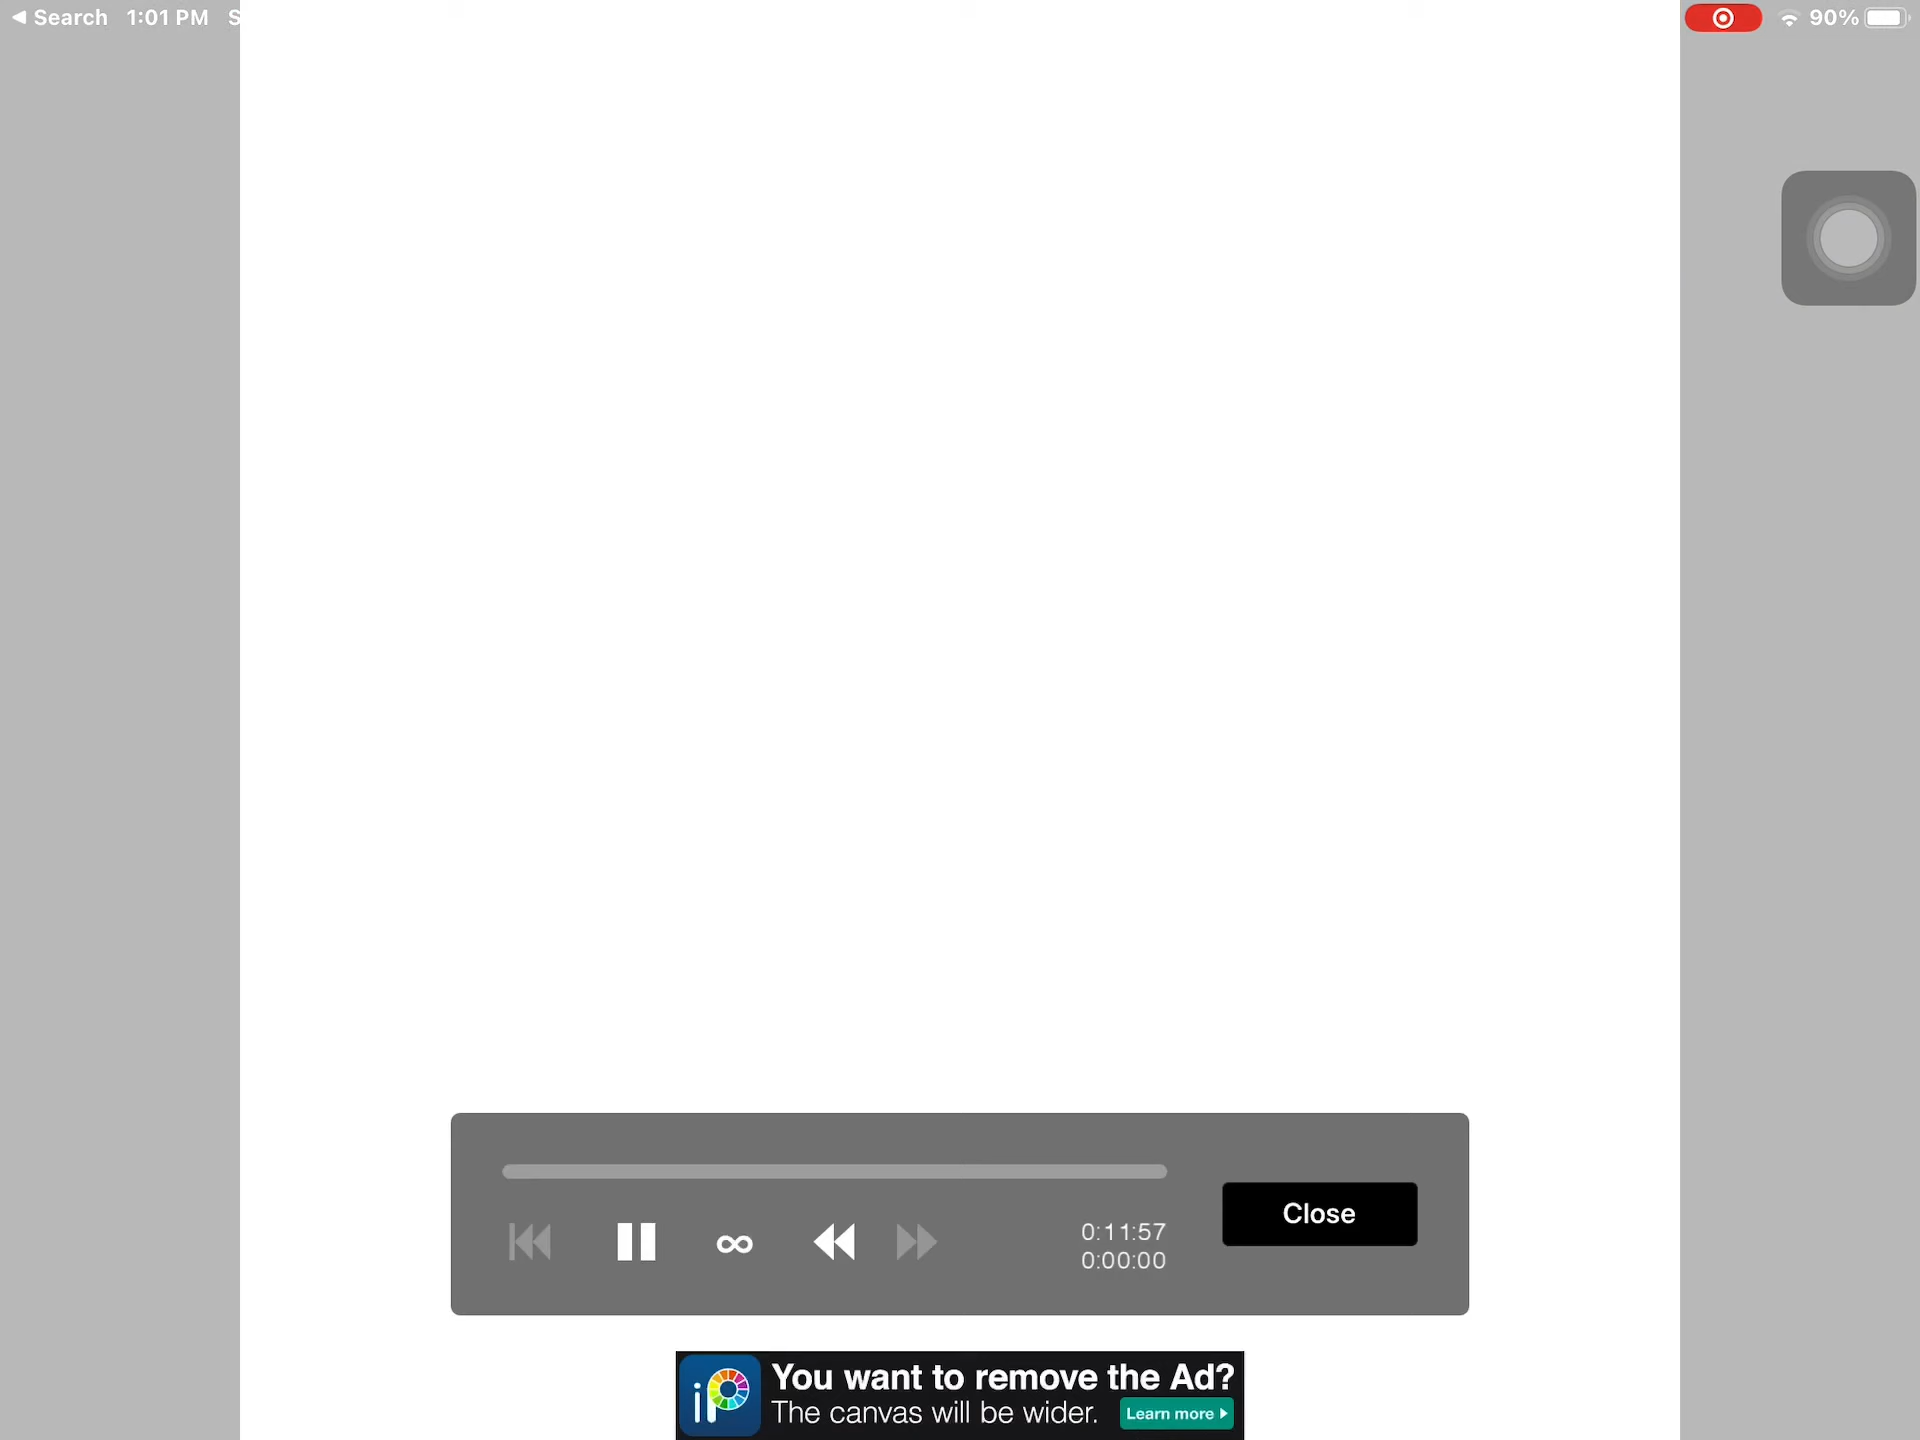 ◀ Search 1:01 PM S
90%
0:11:57
0:00:00
Close
iP
You want to remove the Ad?
The canvas will be wider.
Learn more ▶